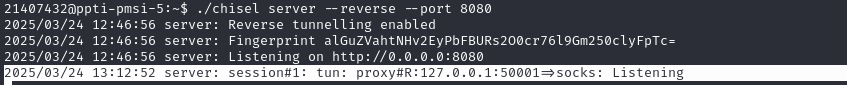 21407432@ppti-pmsi-5:~$ ./chisel server --reverse --port 8080
2025/03/24 12:46:56 server: Reverse tunnelling enabled
2025/03/24 12:46:56 server: Fingerprint alGuZVahtNHv2EyPbFBURs2O0cr76l9Gm250clyFpTc=
2025/03/24 12:46:56 server: Listening on http://0.0.0.0:8080
2025/03/24 13:12:52 server: session#1: tun: proxy#R:127.0.0.1:50001=>socks: Listening